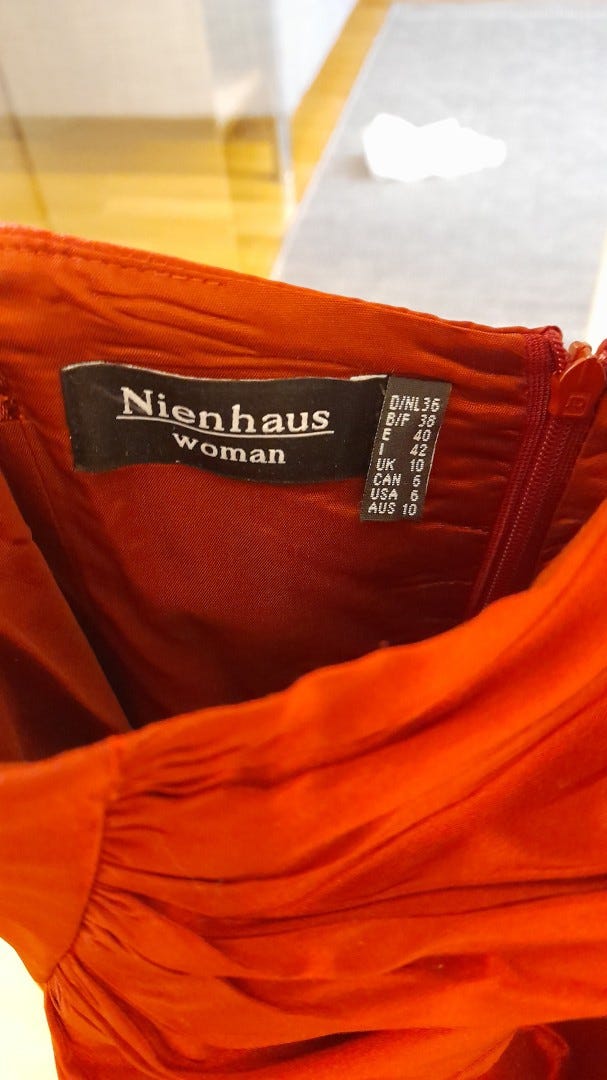 Nienhaus
woman
D/NL 36
B/F 38
E 40
I 42
UK 10
CAN 6
USA 6
AUS 10